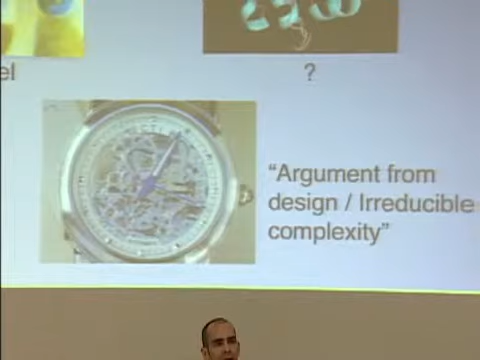 el
?
“Argument from
design / Irreducible
complexity”